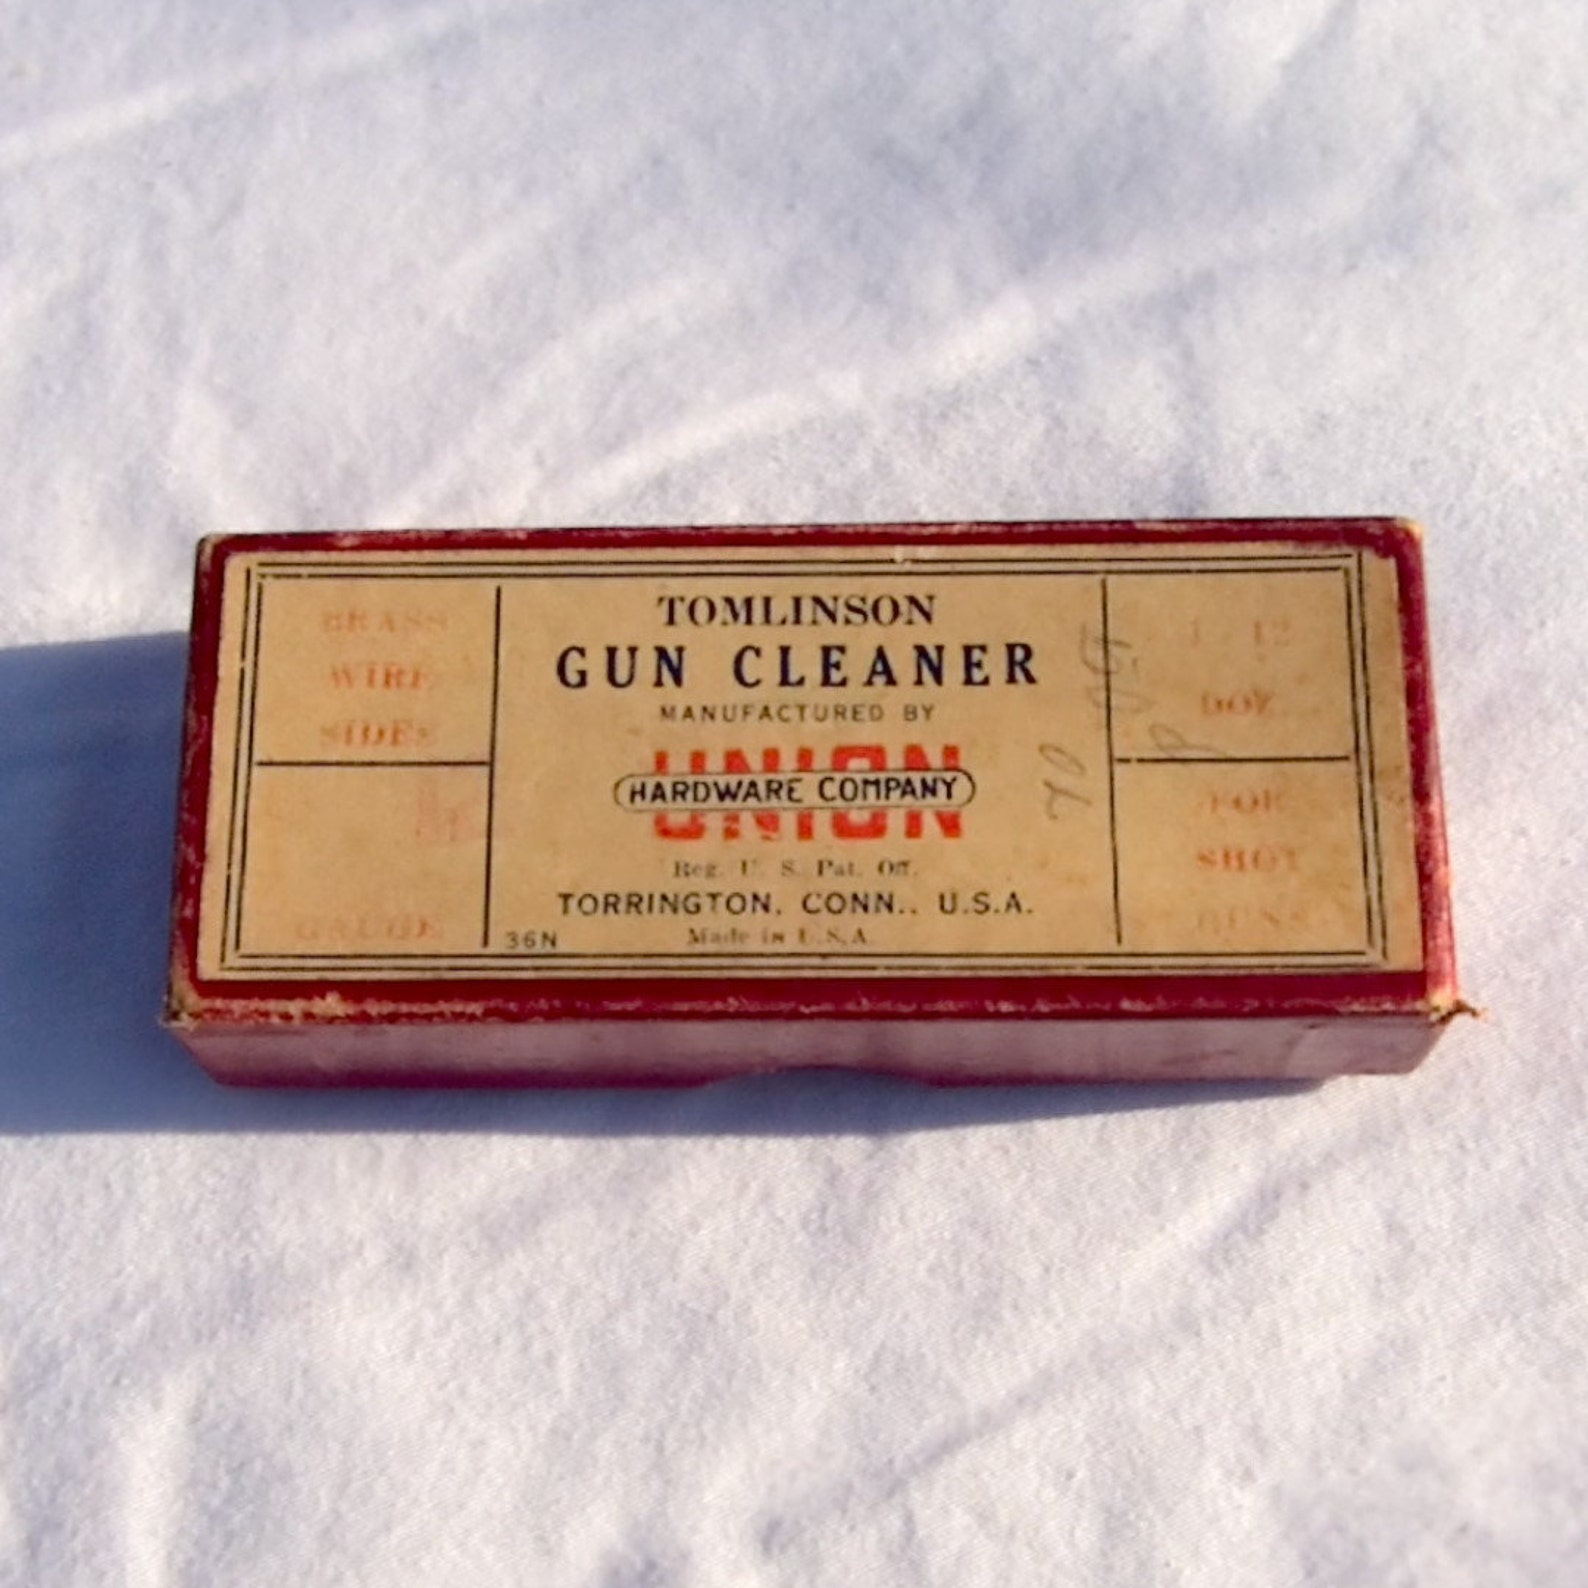 BRASS
WIRE
SIDES
GAUGE
TOMLINSON
GUN CLEANER
MANUFACTURED BY
UNION
HARDWARE COMPANY
Reg. U. S. Pat. Off.
TORRINGTON, CONN., U.S.A.
36N
Made in U.S.A.
DOZ.
FOR
SHOT
GUNS